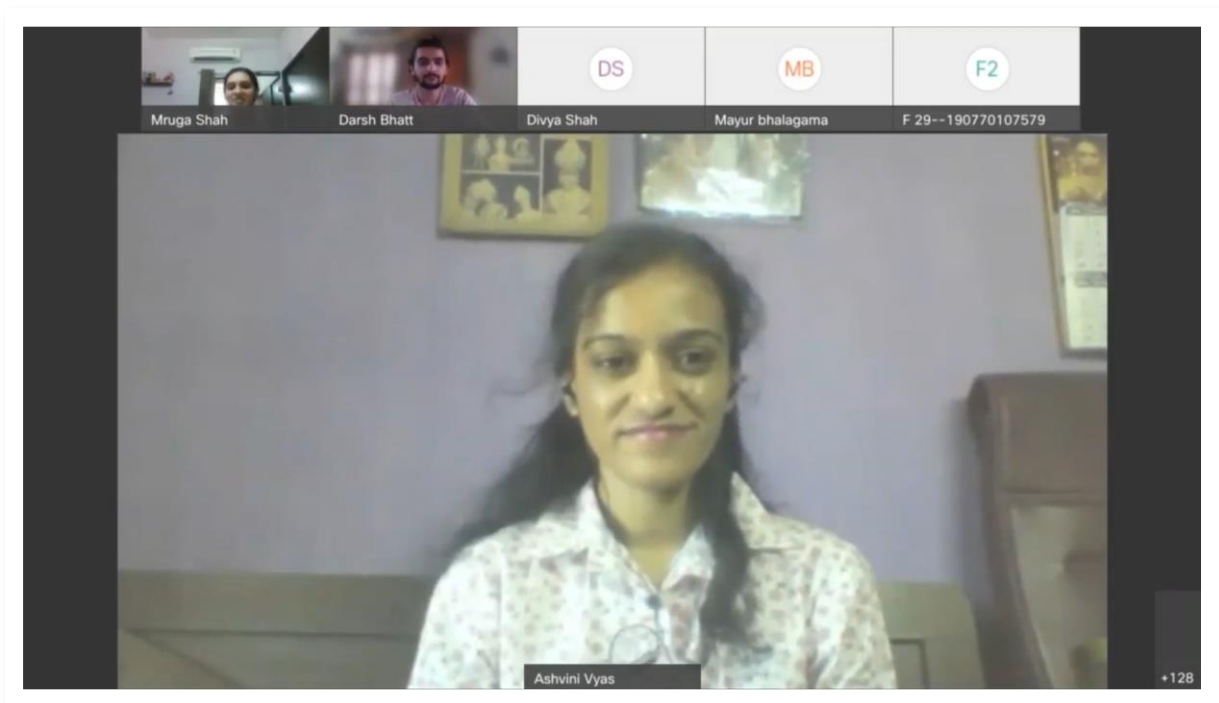 DS
MB
F2
Mruga Shah
Darsh Bhatt
Divya Shah
Mayur bhalagama
F 29--190770107579
Ashvini Vyas
+128